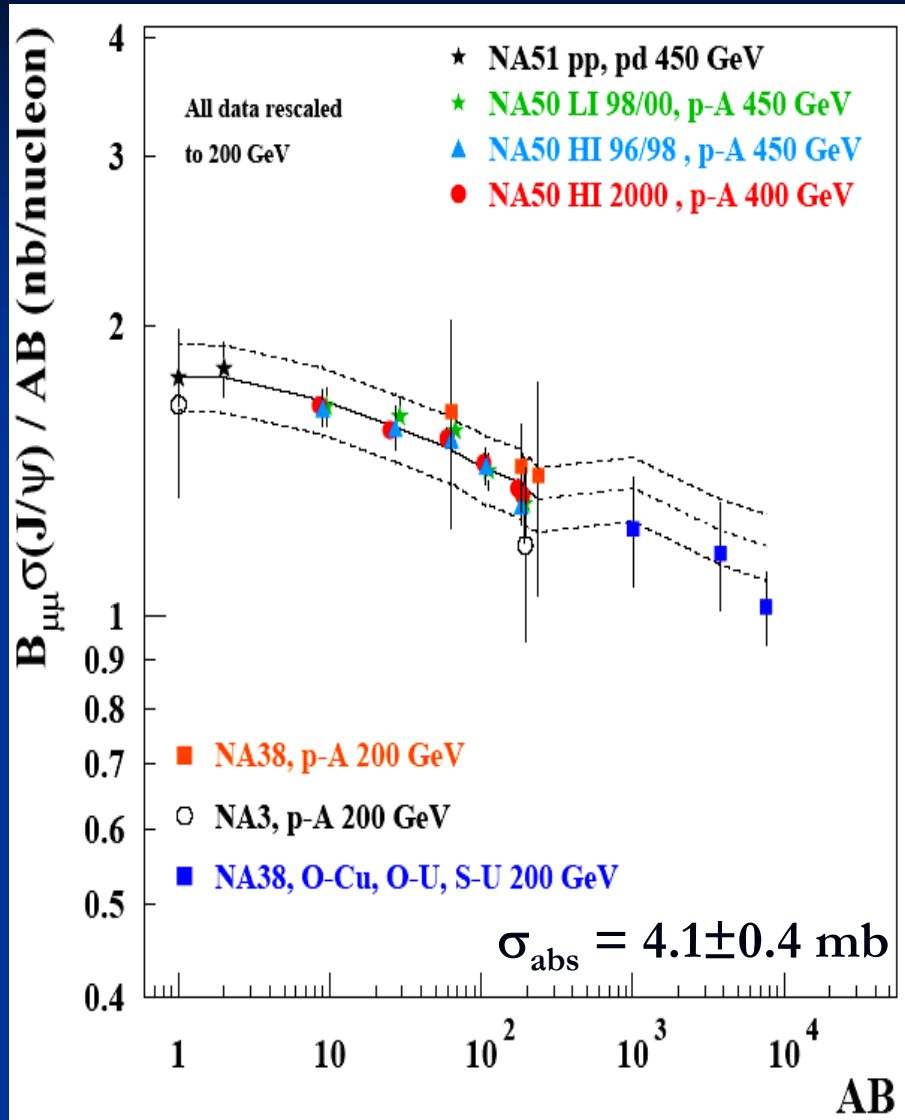 B_μμ σ(J/ψ) / AB (nb/nucleon)
4
3
2
1
0.9
0.8
0.7
0.6
0.5
0.4
All data rescaled
to 200 GeV
NA51 pp, pd 450 GeV
NA50 LI 98/00, p-A 450 GeV
NA50 HI 96/98 , p-A 450 GeV
NA50 HI 2000 , p-A 400 GeV
NA38, p-A 200 GeV
NA3, p-A 200 GeV
NA38, O-Cu, O-U, S-U 200 GeV
σ_abs = 4.1±0.4 mb
1 10 10² 10³ 10⁴
AB